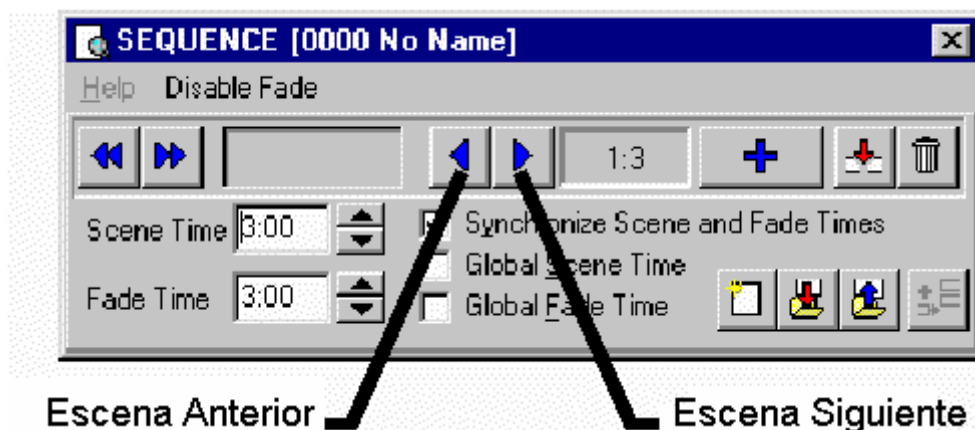 SEQUENCE [0000 No Name]
Help Disable Fade
1:3
Scene Time 3:00 Synchronize Scene and Fade Times
Global Scene Time
Fade Time 3:00 Global Fade Time
Escena Anterior Escena Siguiente